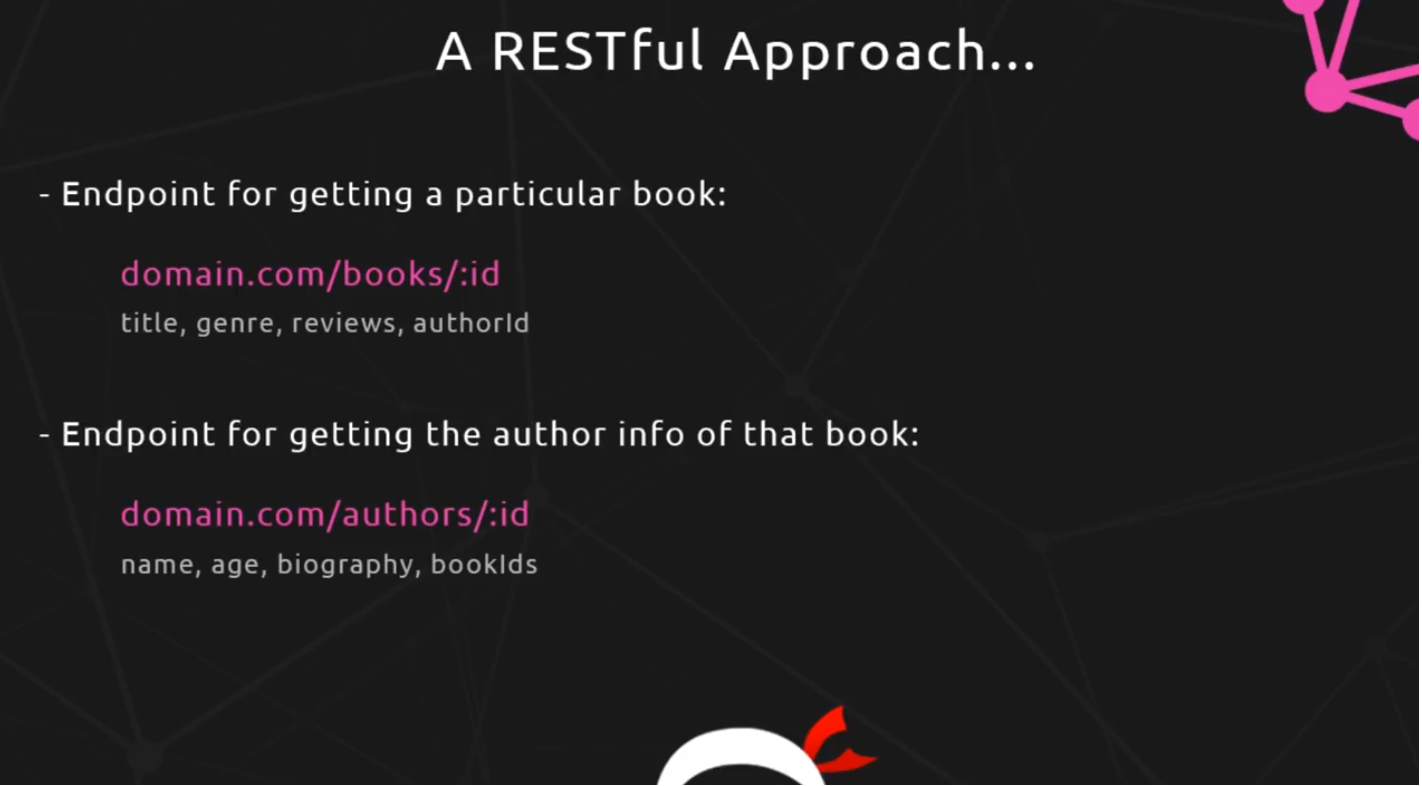 A RESTful Approach...
- Endpoint for getting a particular book:
domain.com/books/:id
title, genre, reviews, authorId
- Endpoint for getting the author info of that book:
domain.com/authors/:id
name, age, biography, bookIds